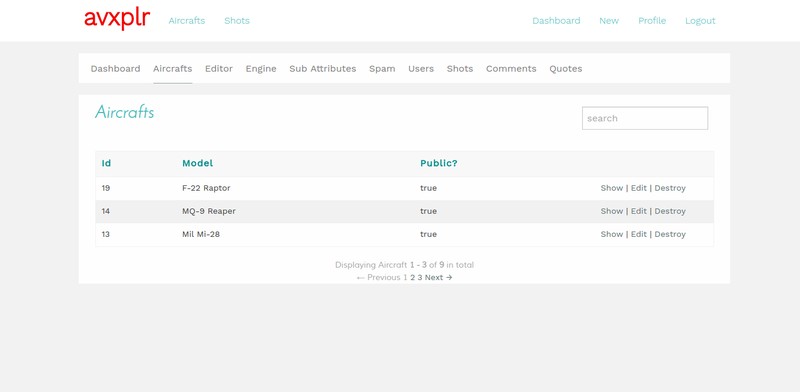 avxplr Aircrafts Shots Dashboard New Profile Logout
Dashboard Aircrafts Editor Engine Sub Attributes Spam Users Shots Comments Quotes
Aircrafts
search
Id Model Public?
19 F-22 Raptor true Show | Edit | Destroy
14 MQ-9 Reaper true Show | Edit | Destroy
13 Mil Mi-28 true Show | Edit | Destroy
Displaying Aircraft 1 - 3 of 9 in total
← Previous 1 2 3 Next →